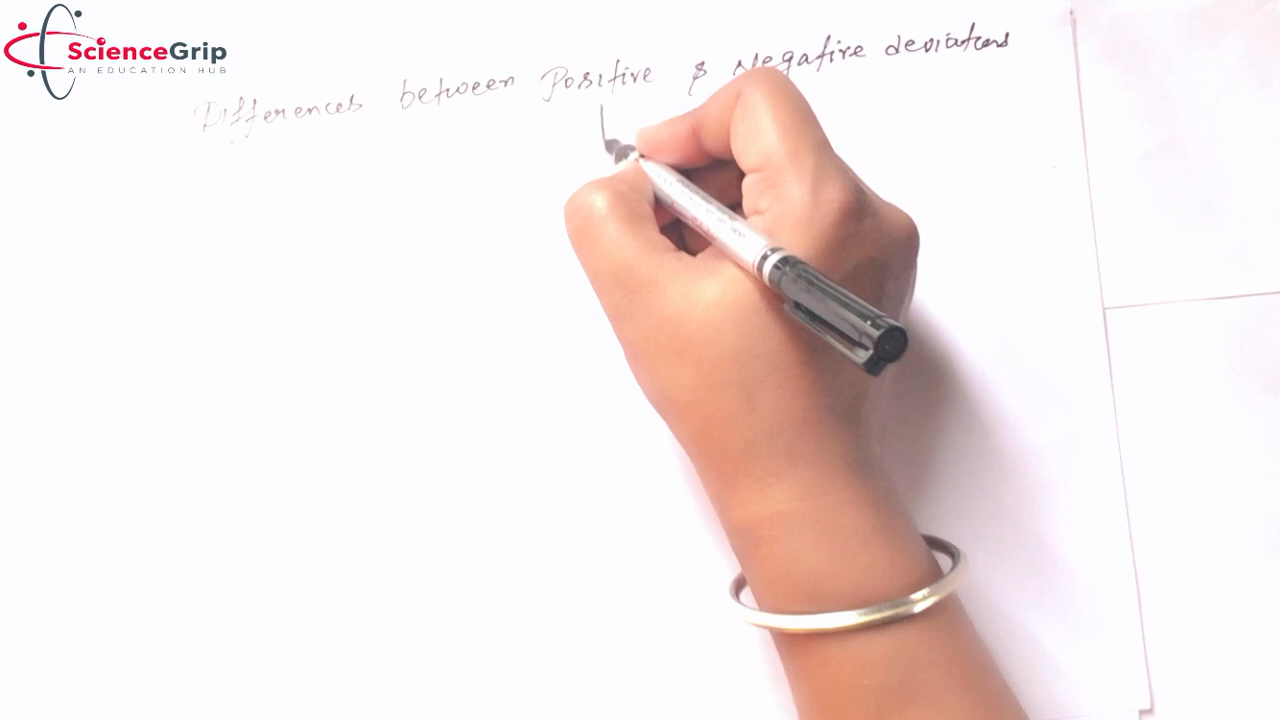 ScienceGrip
AN EDUCATION HUB
Differences between Positive & Negative deviations